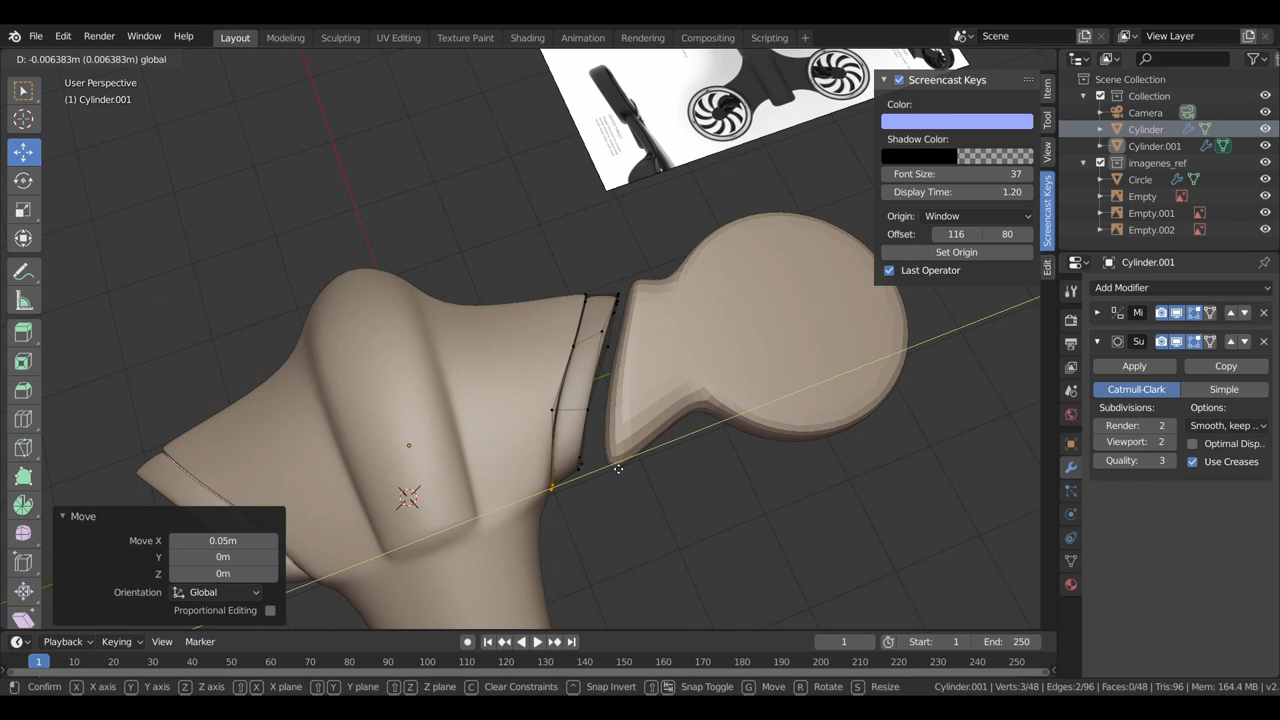 File Edit Render Window Help Layout Modeling Sculpting UV Editing Texture Paint Shading Animation Rendering Compositing Scripting + Scene View Layer
D: -0.006383m (0.006383m) global
User Perspective
(1) Cylinder.001
Screencast Keys
Color:
Shadow Color:
Font Size: 37
Display Time: 1.20
Origin: Window
Offset: 116 80
Set Origin
Last Operator
Item
Tool
View
Screencast Keys
Edit
Scene Collection
Collection
Camera
Cylinder
Cylinder.001
imagenes_ref
Circle
Empty
Empty.001
Empty.002
Cylinder.001
Add Modifier
Mi
Su
Apply Copy
Catmull-Clark Simple
Subdivisions: Options:
Render: 2 Smooth, keep ..
Viewport: 2 Optimal Disp..
Quality: 3 Use Creases
Move
Move X 0.05m
Y 0m
Z 0m
Orientation Global
Proportional Editing
Playback Keying View Marker 1 Start: 1 End: 250
1 10 20 30 40 50 60 70 80 90 100 110 120 130 140 150 160 170 180 190 200 210 220 230 240 250
Confirm X X axis Y Y axis Z Z axis X X plane Y Y plane Z Z plane C Clear Constraints ^ Snap Invert Snap Toggle G Move R Rotate S Resize Cylinder.001 | Verts:3/48 | Edges:2/96 | Faces:0/48 | Tris:96 | Mem: 164.4 MB | v2.